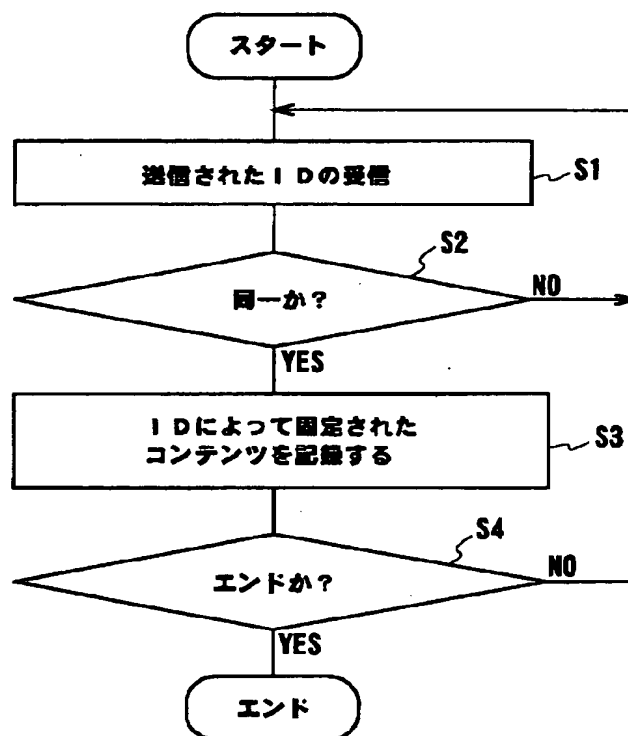 スタート
送信されたIDの受信
S1
S2
同一か?
NO
YES
IDによって固定された
コンテンツを記録する
S3
S4
エンドか?
NO
YES
エンド